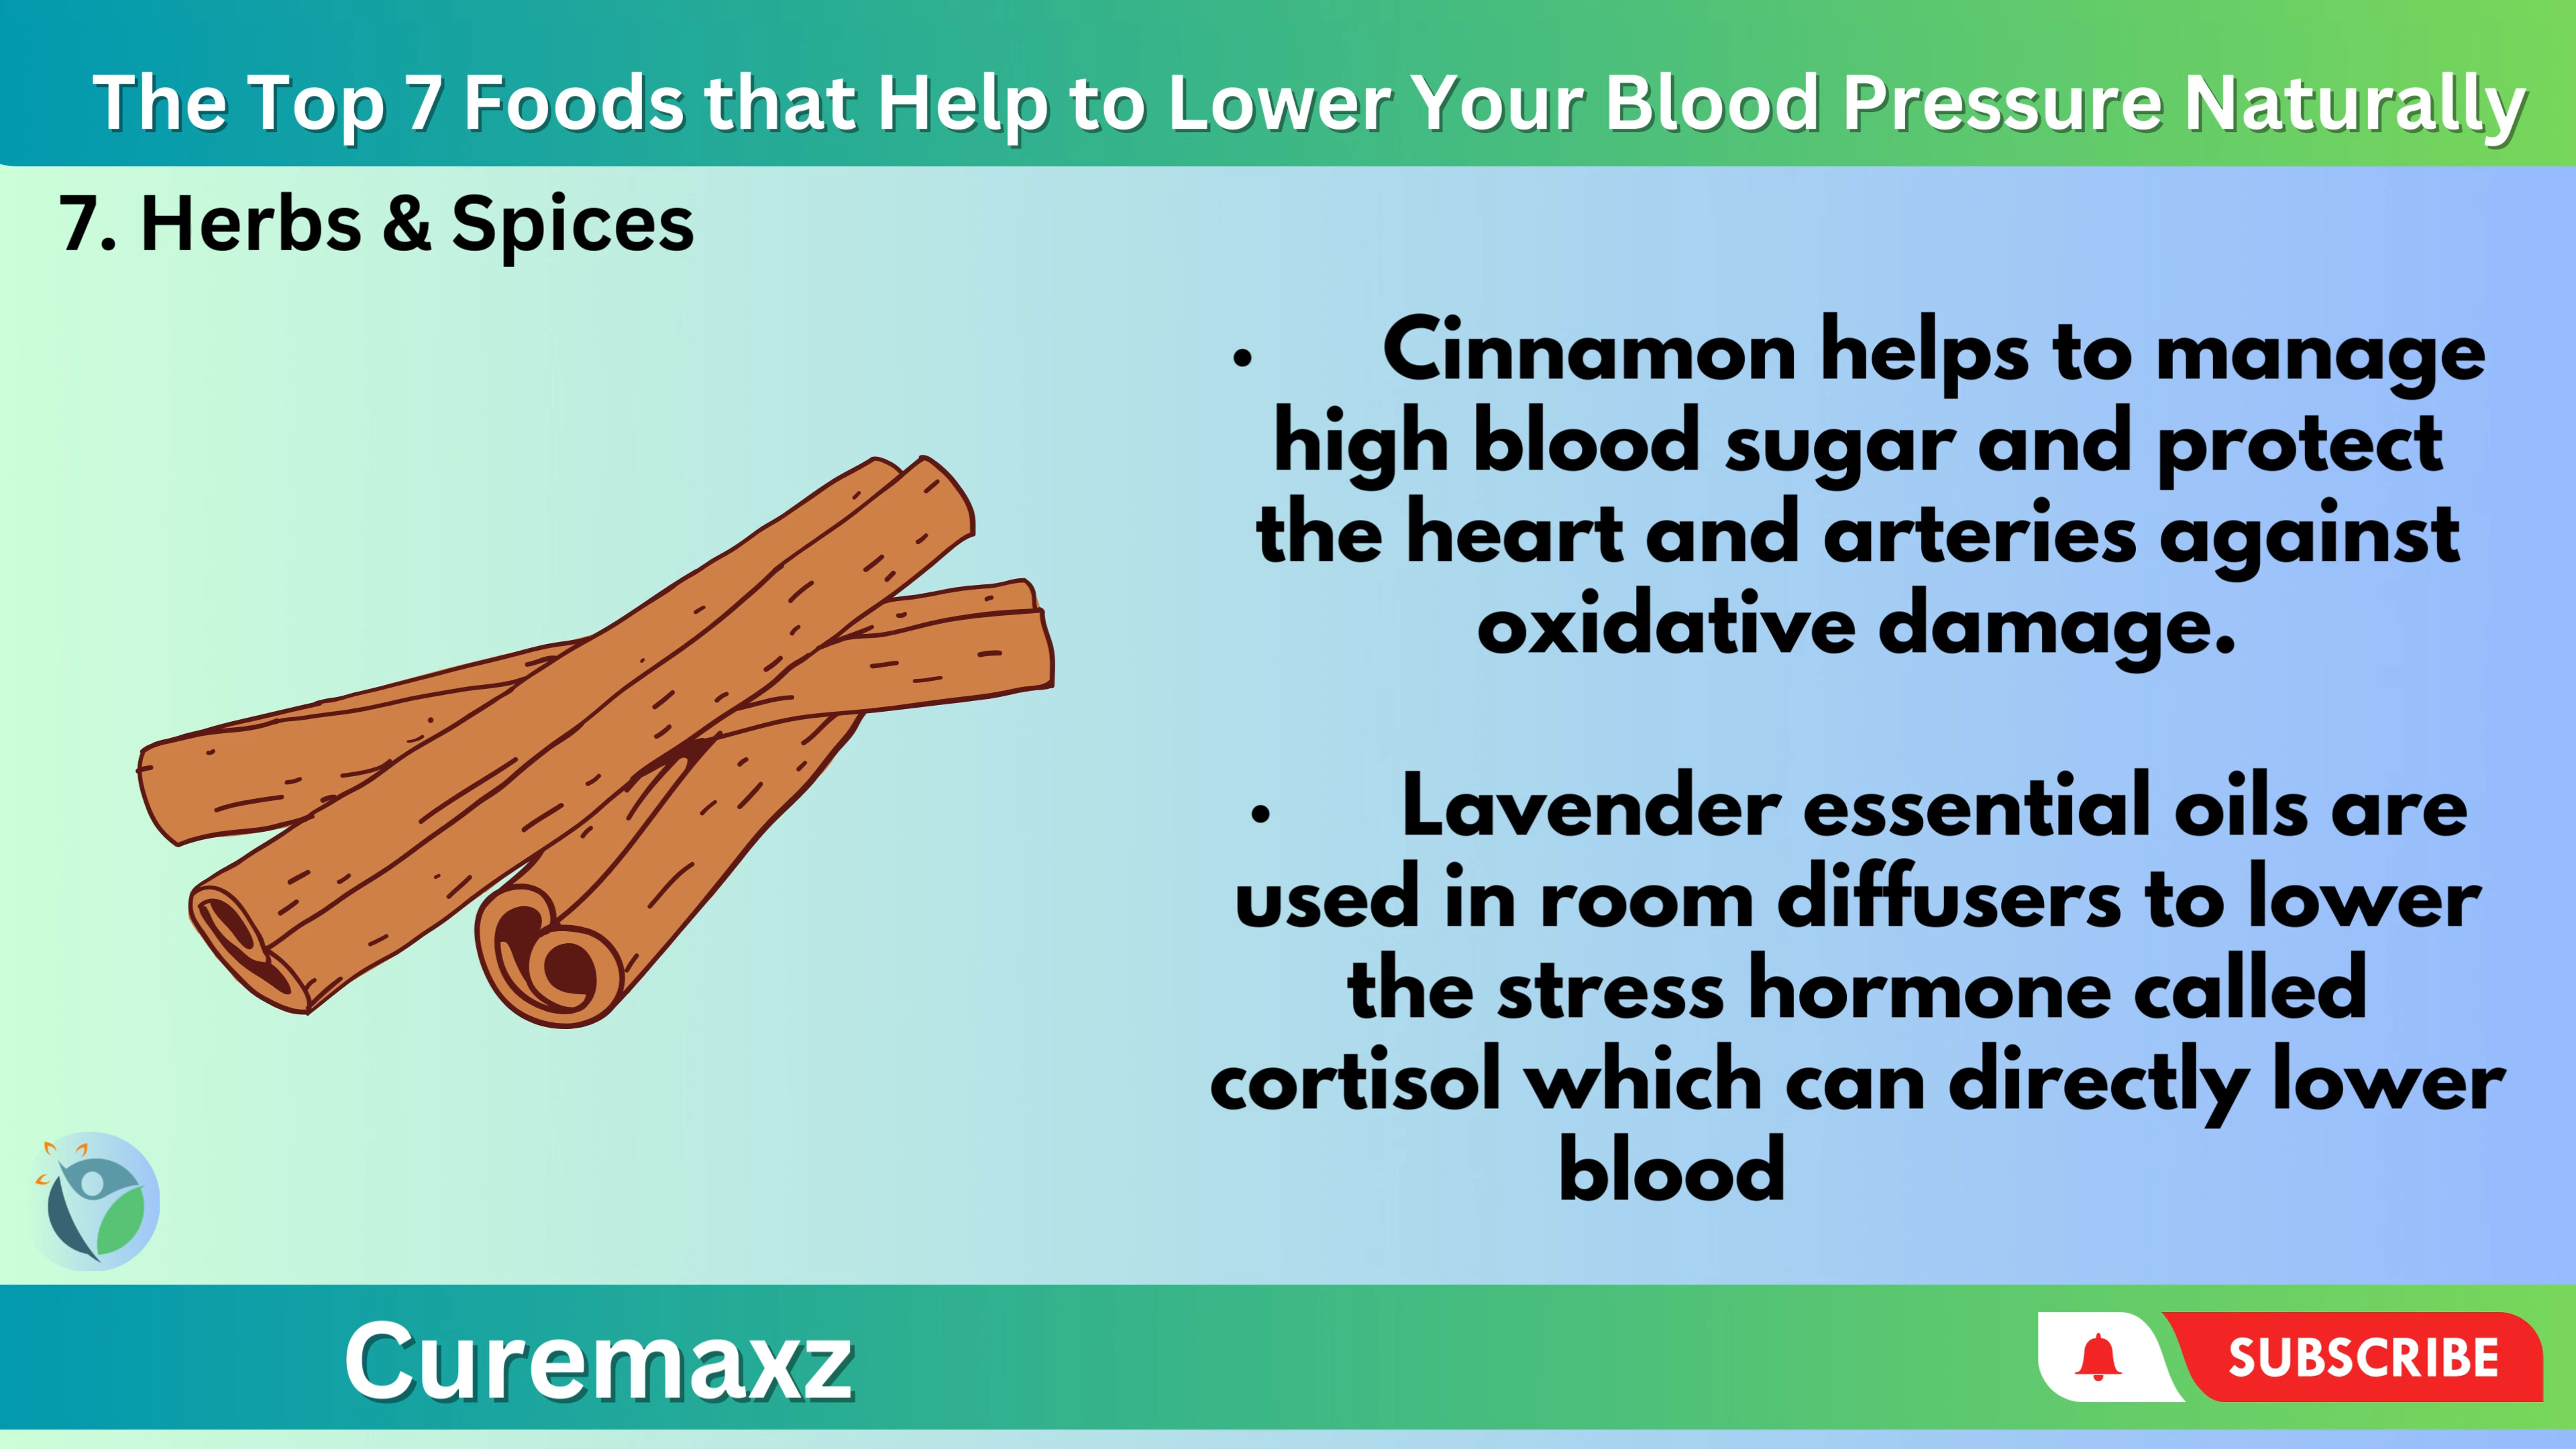 The Top 7 Foods that Help to Lower Your Blood Pressure Naturally
7. Herbs & Spices
• Cinnamon helps to manage
high blood sugar and protect
the heart and arteries against
oxidative damage.
• Lavender essential oils are
used in room diffusers to lower
the stress hormone called
cortisol which can directly lower
blood
Curemaxz
SUBSCRIBE